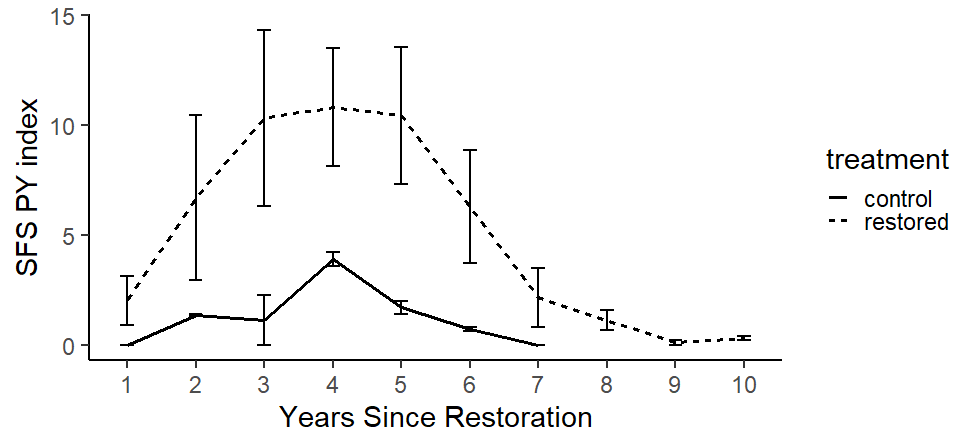 15
10
5
0
SFS PY index
1 2 3 4 5 6 7 8 9 10
Years Since Restoration
treatment
control
restored